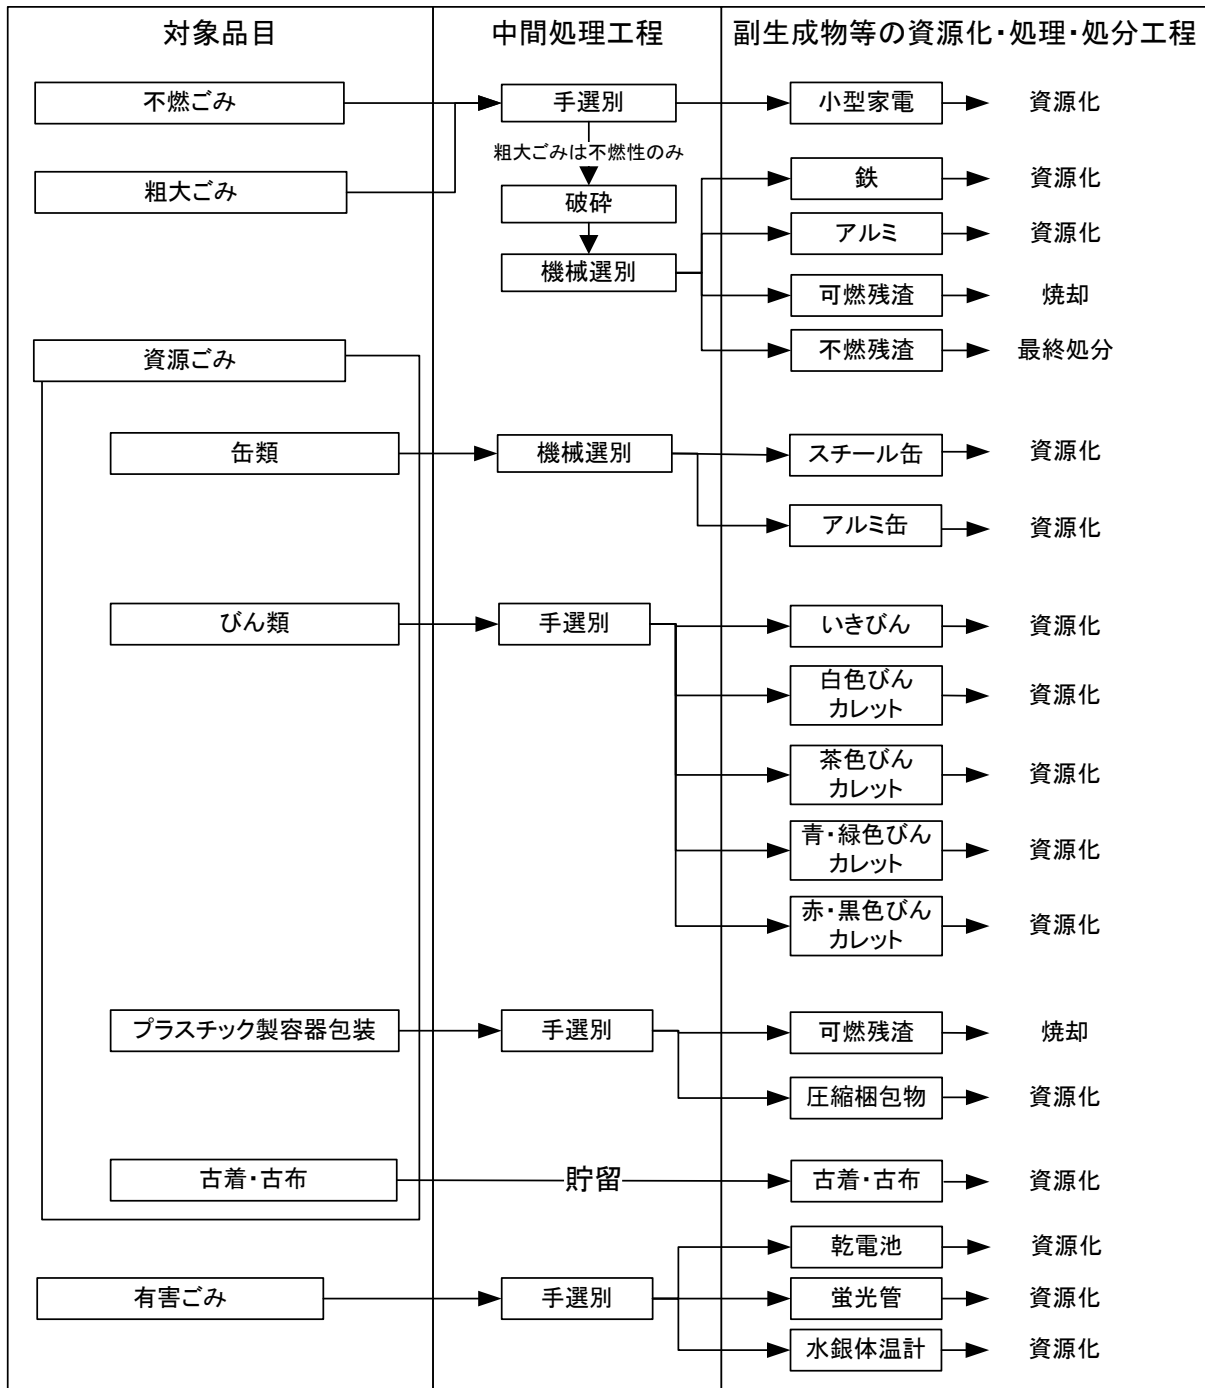 対象品目
中間処理工程
副生成物等の資源化・処理・処分工程
不燃ごみ
手選別
小型家電
資源化
粗大ごみは不燃性のみ
粗大ごみ
破砕
鉄
資源化
アルミ
資源化
機械選別
可燃残渣
焼却
不燃残渣
最終処分
資源ごみ
缶類
機械選別
スチール缶
資源化
アルミ缶
資源化
びん類
手選別
いきびん
資源化
白色びん
カレット
資源化
茶色びん
カレット
資源化
青・緑色びん
カレット
資源化
赤・黒色びん
カレット
資源化
プラスチック製容器包装
手選別
可燃残渣
焼却
圧縮梱包物
資源化
古着・古布
貯留
古着・古布
資源化
有害ごみ
手選別
乾電池
資源化
蛍光管
資源化
水銀体温計
資源化